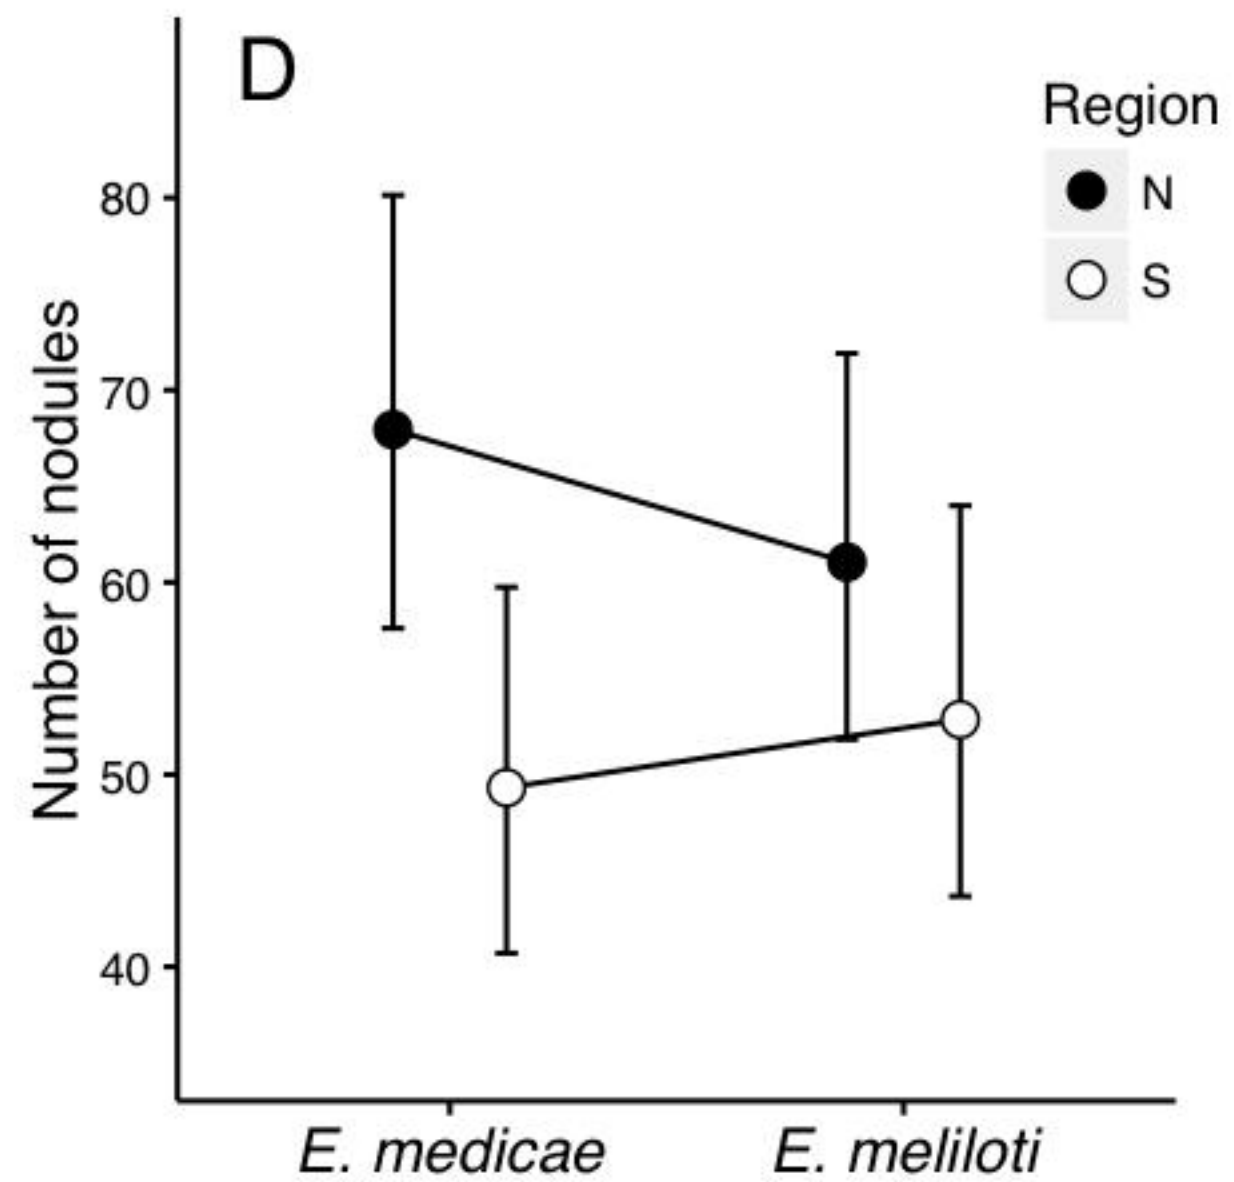 D
Region
N
S
Number of nodules
80
70
60
50
40
E. medicae
E. meliloti